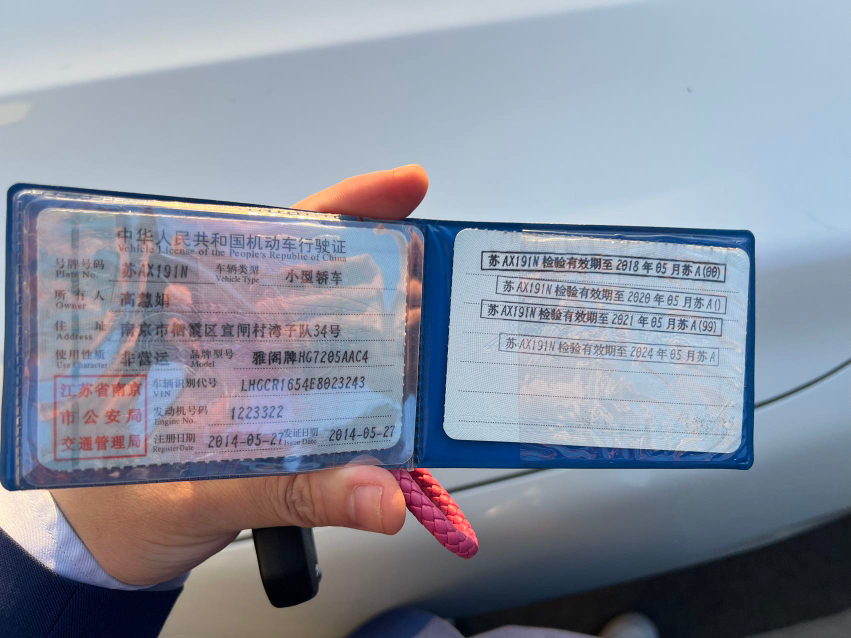 中华人民共和国机动车行驶证
Vehicle License of the People's Republic of China
号牌号码 苏AX191N 车辆类型 小型轿车
Plate No. Vehicle Type
所有人 高慧娟
Owner
住址 南京市栖霞区宣闸村湾子队34号
Address
使用性质 非营运 品牌型号 雅阁牌HG7205AAC4
Use Character Model
江苏省南京
市公安局
交通管理局
车辆识别代号 LHGCR1654E8023243
VIN
发动机号码 1223322
Engine No.
注册日期 2014-05-27 发证日期 2014-05-27
Register Date Issue Date
苏AX191N检验有效期至2018年05月苏A(00)
苏AX191N检验有效期至2020年05月苏A()
苏AX191N检验有效期至2021年05月苏A(99)
苏AX191N检验有效期至2024年05月苏A